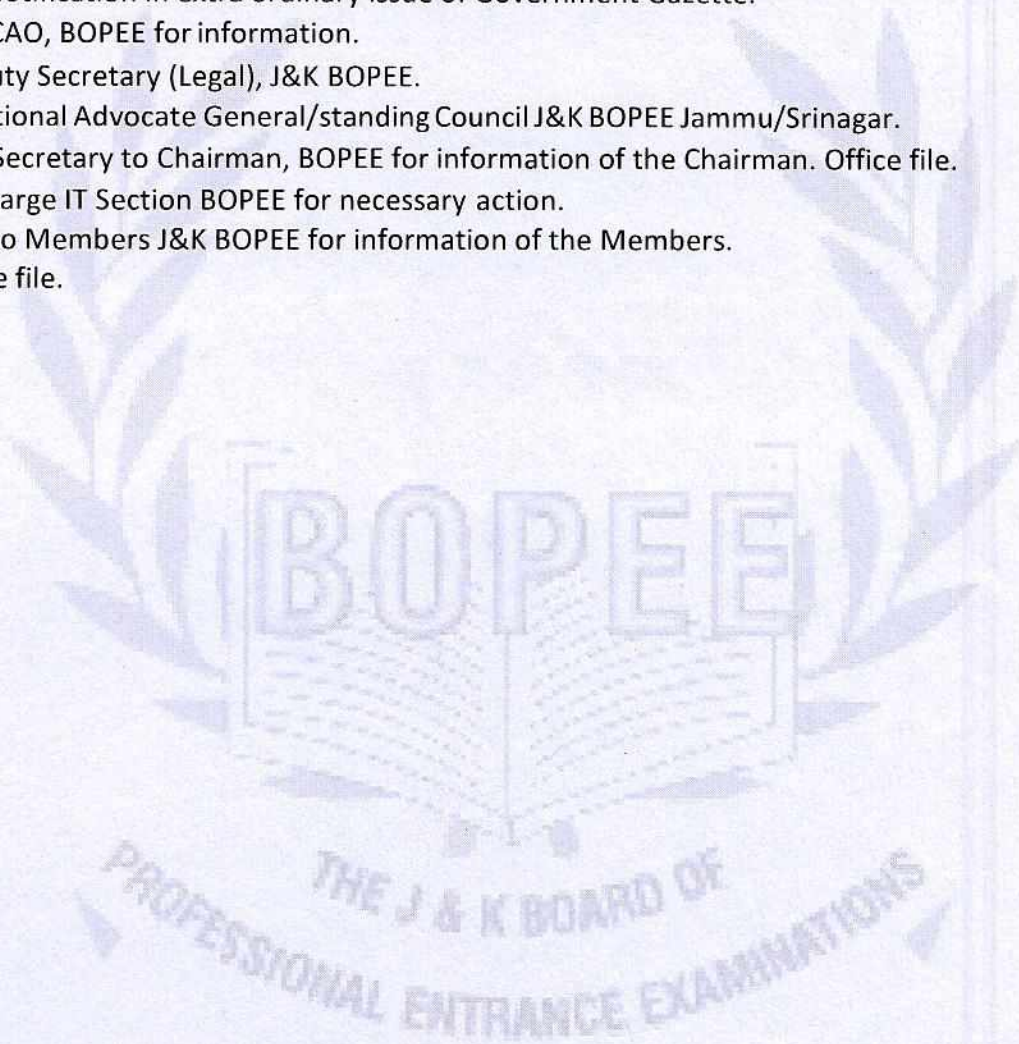 CAO, BOPEE for information.
uty Secretary (Legal), J&K BOPEE.
tional Advocate General/standing Council J&K BOPEE Jammu/Srinagar.
Secretary to Chairman, BOPEE for information of the Chairman. Office file.
arge IT Section BOPEE for necessary action.
to Members J&K BOPEE for information of the Members.
e file.
BOPEE
THE J & K BOARD OF
PROFESSIONAL ENTRANCE EXAMINATIONS